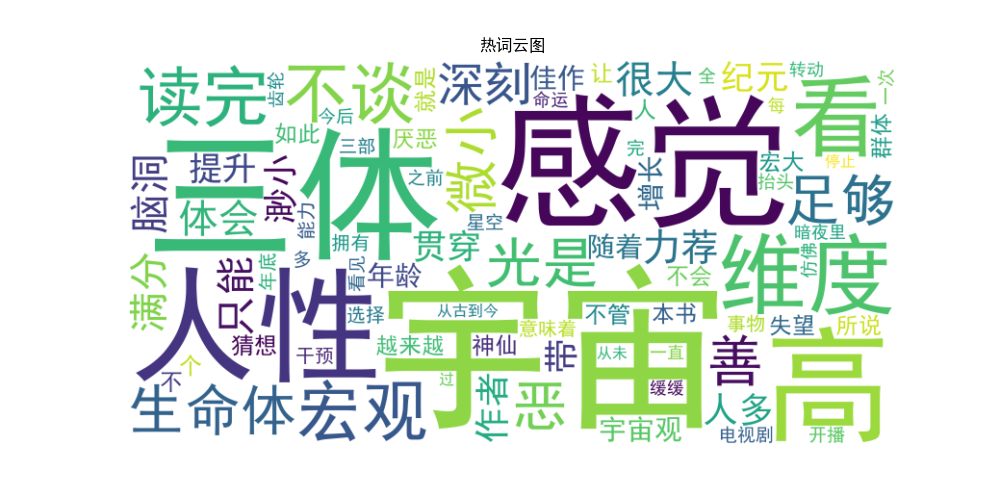 热词云图
读完
齿轮
不谈
就是
深刻
佳作
命运
让
很大
人
全
纪元
每
转动
看
一次
群体
今后
如此
三部
厌恶
微小
感觉
完
增长
宏大
抬头
停止
足够
三体
脑洞
提升
渺小
体会
能力
之前
星空
拥有
贯穿
光是
随着
力荐
维度
暗夜里
仿佛
满分
只能
年底
多
看见
年龄
不会
人性
宇宙
选择
从古到今
意味着
不管
本书
事物
失望
所说
猜想
干预
越来越
神仙
带
从未
一直
善
高
个
不
过
缓缓
生命体
宏观
作者
恶
宇宙观
人多
电视剧
开播